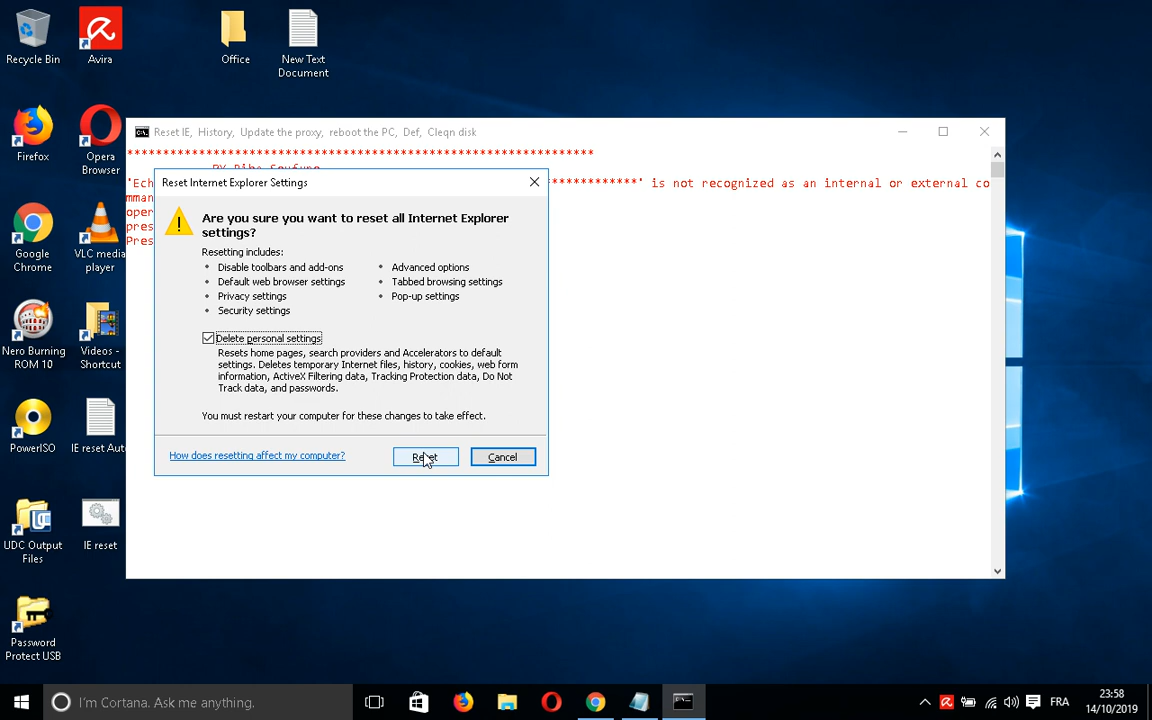 Recycle Bin
Avira
Office
New Text
Document
Firefox
Opera
Browser
Google
Chrome
VLC media
player
Nero Burning
ROM 10
Videos -
Shortcut
PowerISO
IE reset Auto
UDC Output
Files
IE reset
Password
Protect USB
Reset IE, History, Update the proxy, reboot the PC, Def, Cleqn disk
*****************************************************************
'Ech
*************' is not recognized as an internal or external co
mman
oper
pres
Pres
Reset Internet Explorer Settings
Are you sure you want to reset all Internet Explorer
settings?
Resetting includes:
• Disable toolbars and add-ons
• Default web browser settings
• Privacy settings
• Security settings
• Advanced options
• Tabbed browsing settings
• Pop-up settings
Delete personal settings
Resets home pages, search providers and Accelerators to default
settings. Deletes temporary Internet files, history, cookies, web form
information, ActiveX Filtering data, Tracking Protection data, Do Not
Track data, and passwords.
You must restart your computer for these changes to take effect.
How does resetting affect my computer?
Reset
Cancel
I'm Cortana. Ask me anything.
FRA
23:58
14/10/2019